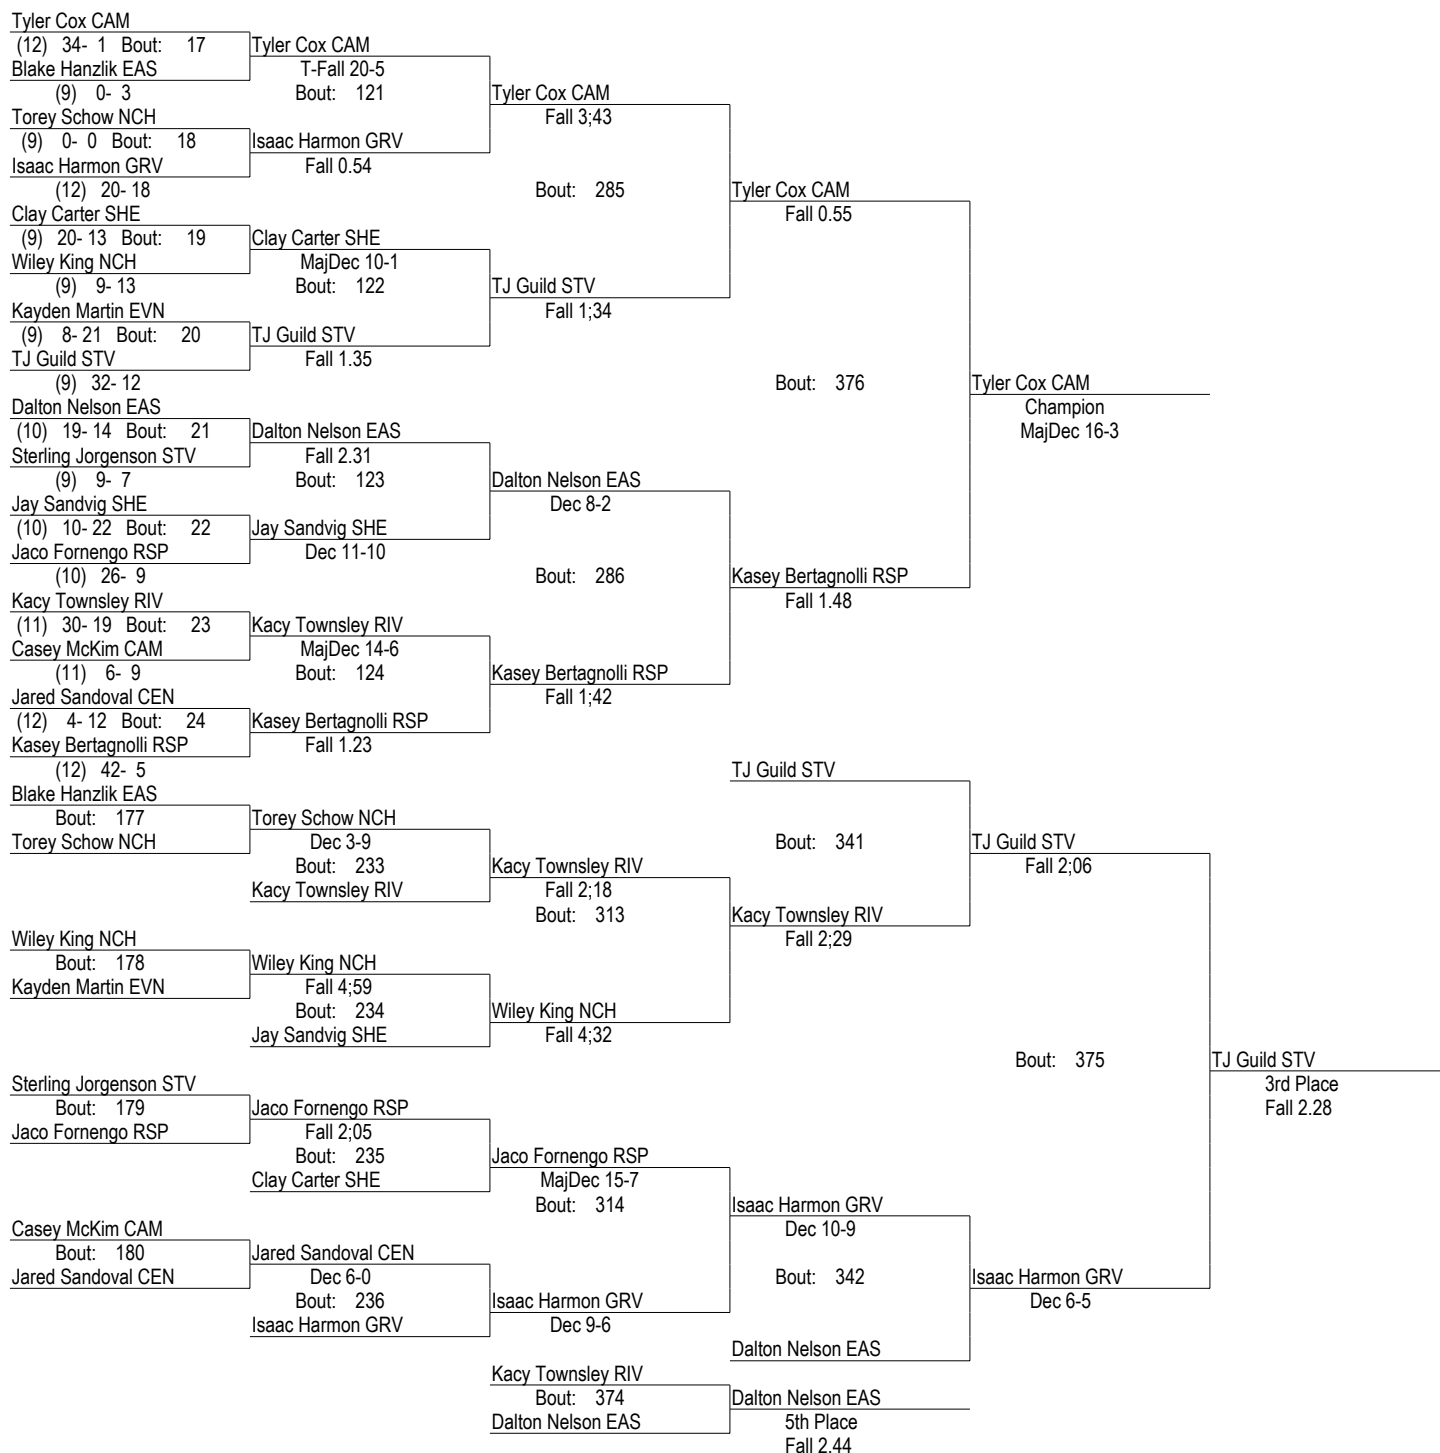 Tyler Cox CAM
(12) 34- 1 Bout: 17 Tyler Cox CAM
Blake Hanzlik EAS T-Fall 20-5
(9) 0- 3 Bout: 121 Tyler Cox CAM
Torey Schow NCH Fall 3;43
(9) 0- 0 Bout: 18 Isaac Harmon GRV
Isaac Harmon GRV Fall 0.54
(12) 20- 18 Bout: 285 Tyler Cox CAM
Clay Carter SHE Fall 0.55
(9) 20- 13 Bout: 19 Clay Carter SHE
Wiley King NCH MajDec 10-1
(9) 9- 13 Bout: 122 TJ Guild STV
Kayden Martin EVN Fall 1;34
(9) 8- 21 Bout: 20 TJ Guild STV
TJ Guild STV Fall 1.35
(9) 32- 12 Bout: 376 Tyler Cox CAM
Dalton Nelson EAS Champion
(10) 19- 14 Bout: 21 Dalton Nelson EAS MajDec 16-3
Sterling Jorgenson STV Fall 2.31
(9) 9- 7 Bout: 123 Dalton Nelson EAS
Jay Sandvig SHE Dec 8-2
(10) 10- 22 Bout: 22 Jay Sandvig SHE
Jaco Fornengo RSP Dec 11-10
(10) 26- 9 Bout: 286 Kasey Bertagnolli RSP
Kacy Townsley RIV Fall 1.48
(11) 30- 19 Bout: 23 Kacy Townsley RIV
Casey McKim CAM MajDec 14-6
(11) 6- 9 Bout: 124 Kasey Bertagnolli RSP
Jared Sandoval CEN Fall 1;42
(12) 4- 12 Bout: 24 Kasey Bertagnolli RSP
Kasey Bertagnolli RSP Fall 1.23
(12) 42- 5 TJ Guild STV
Blake Hanzlik EAS
Bout: 177 Torey Schow NCH
Torey Schow NCH Dec 3-9 Bout: 341 TJ Guild STV
Bout: 233 Kacy Townsley RIV Fall 2;06
Kacy Townsley RIV Fall 2;18
Bout: 313 Kacy Townsley RIV
Wiley King NCH Fall 2;29
Bout: 178 Wiley King NCH
Kayden Martin EVN Fall 4;59
Bout: 234 Wiley King NCH
Jay Sandvig SHE Fall 4;32
Bout: 375 TJ Guild STV
Sterling Jorgenson STV 3rd Place
Bout: 179 Jaco Fornengo RSP Fall 2.28
Jaco Fornengo RSP Fall 2;05
Bout: 235 Jaco Fornengo RSP
Clay Carter SHE MajDec 15-7
Bout: 314 Isaac Harmon GRV
Casey McKim CAM Dec 10-9
Bout: 180 Jared Sandoval CEN
Jared Sandoval CEN Dec 6-0 Bout: 342 Isaac Harmon GRV
Bout: 236 Isaac Harmon GRV Dec 6-5
Isaac Harmon GRV Dec 9-6
Dalton Nelson EAS
Kacy Townsley RIV
Bout: 374 Dalton Nelson EAS
Dalton Nelson EAS 5th Place
Fall 2.44